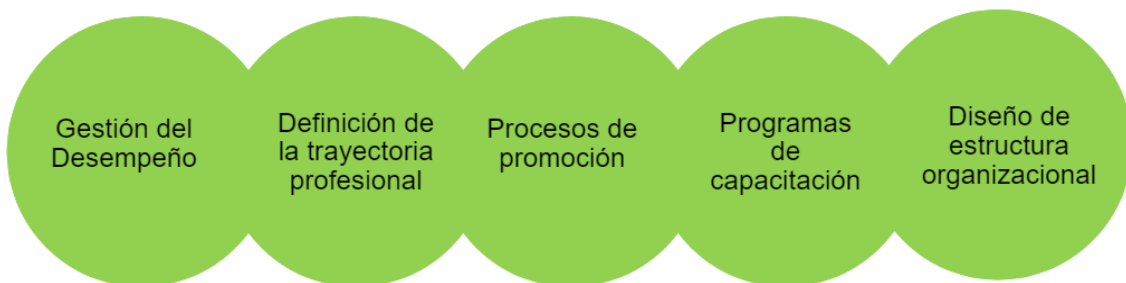 Gestión del
Desempeño
Definición de
la trayectoria
profesional
Procesos de
promoción
Programas
de
capacitación
Diseño de
estructura
organizacional